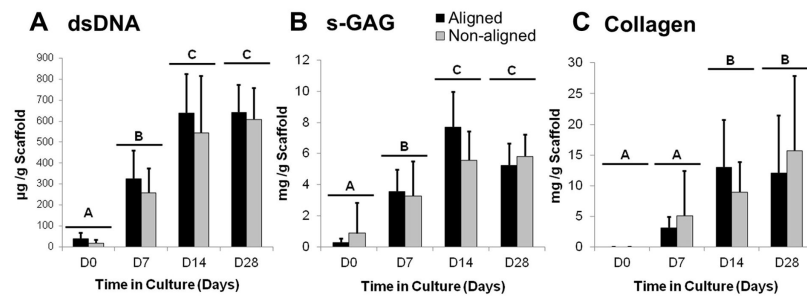 A dsDNA
µg /g Scaffold
900
800
700
600
500
400
300
200
100
0
A
B
C
C
D0 D7 D14 D28
Time in Culture (Days)
B s-GAG
Aligned
Non-aligned
mg /g Scaffold
12
10
8
6
4
2
0
A
B
C
C
D0 D7 D14 D28
Time in Culture (Days)
C Collagen
mg /g Scaffold
30
25
20
15
10
5
0
A
A
B
B
D0 D7 D14 D28
Time in Culture (Days)